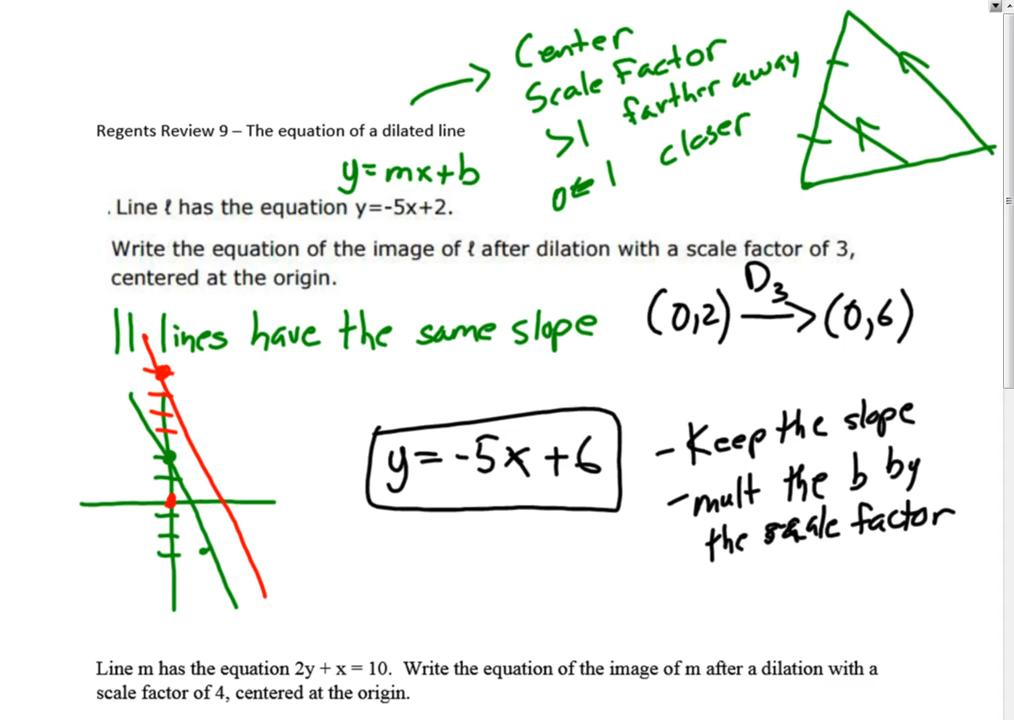 Center
Scale Factor
>1 farther away
closer
Regents Review 9 – The equation of a dilated line
y=mx+b
. Line ℓ has the equation y=-5x+2.
Write the equation of the image of ℓ after dilation with a scale factor of 3,
centered at the origin.
|| lines have the same slope
(0,2) D₃ → (0,6)
y=-5x+6
-Keep the slope
-mult the b by
the scale factor
Line m has the equation 2y + x = 10. Write the equation of the image of m after a dilation with a
scale factor of 4, centered at the origin.